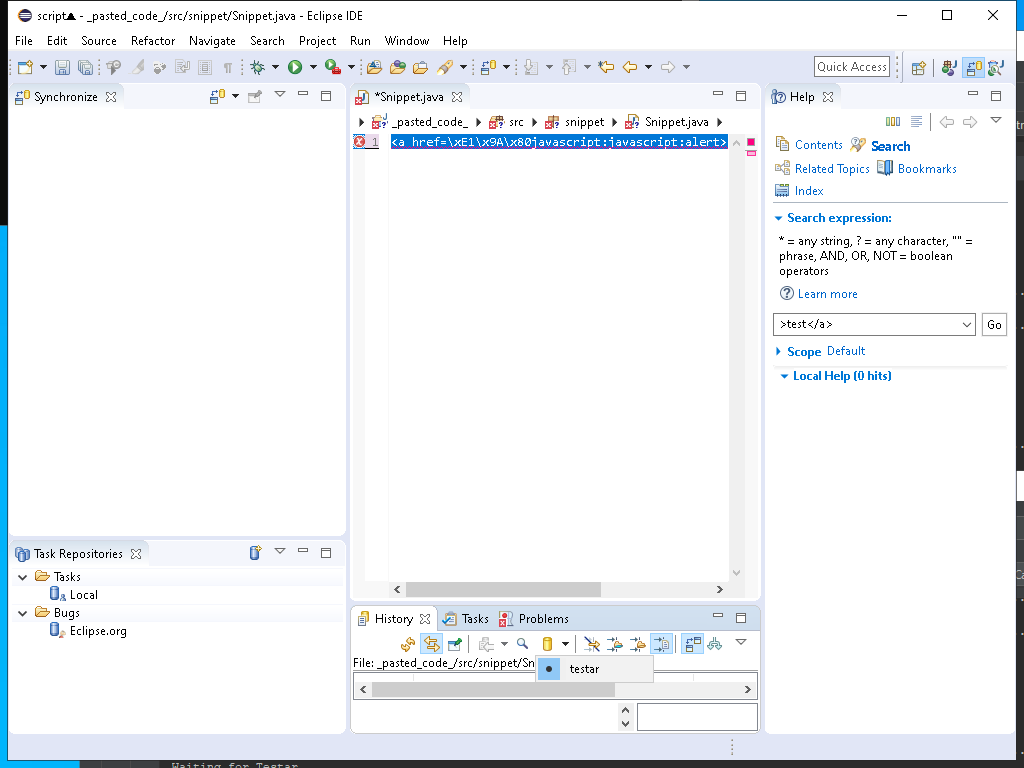 script▲ - _pasted_code_/src/snippet/Snippet.java - Eclipse IDE
File Edit Source Refactor Navigate Search Project Run Window Help
Quick Access
Synchronize
*Snippet.java
Help
_pasted_code_ src snippet Snippet.java
1 <a href=\xE1\x9A\x80javascript:javascript:alert>
Contents Search
Related Topics Bookmarks
Index
Search expression:
* = any string, ? = any character, "" =
phrase, AND, OR, NOT = boolean
operators
Learn more
>test</a>
Go
Scope Default
Local Help (0 hits)
Task Repositories
Tasks
Local
Bugs
Eclipse.org
History Tasks Problems
File: _pasted_code_/src/snippet/Sn
testar
Waiting for Testar